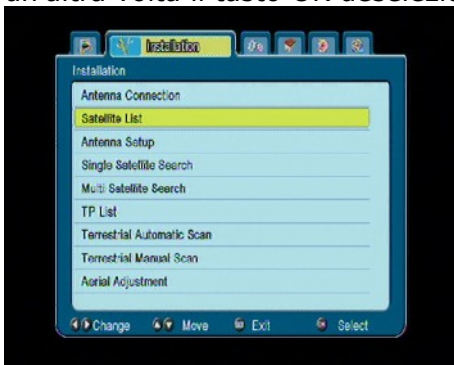 Installation
Installation
Antenna Connection
Satellite List
Antenna Setup
Single Satellite Search
Multi Satellite Search
TP List
Terrestrial Automatic Scan
Terrestrial Manual Scan
Aerial Adjustment
Change Move Exit Select